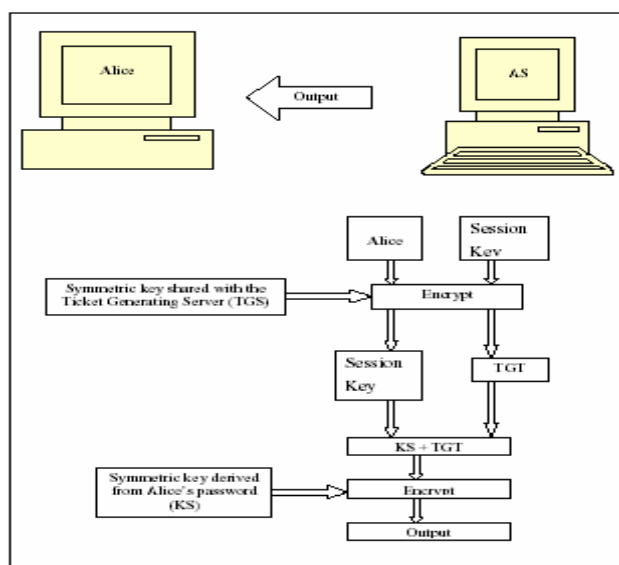 Alice
Output
AS
Alice
Session
Key
Symmetric key shared with the
Ticket Generating Server (TGS)
Encrypt
Session
Key
TGT
KS + TGT
Symmetric key derived
from Alice's password
(KS)
Encrypt
Output